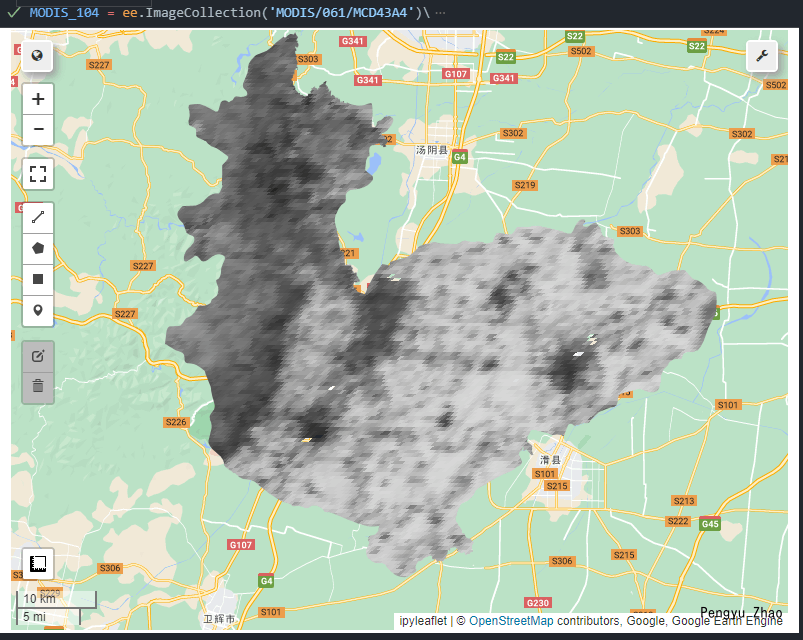 MODIS_104 = ee.ImageCollection('MODIS/061/MCD43A4')\ ···
G341
S22
S224
S22
S303
S502
S227
G341
G107
S22
G341
S502
S302
S302
汤阴县
G4
S219
S303
S227
S227
S226
S101
滑县
S101
S215
S213
S222
G45
G107
S306
S306
S215
G4
G230
S101
卫辉市
10 km
5 mi
Pengyu Zhao
ipyleaflet | © OpenStreetMap contributors, Google, Google Earth Engine